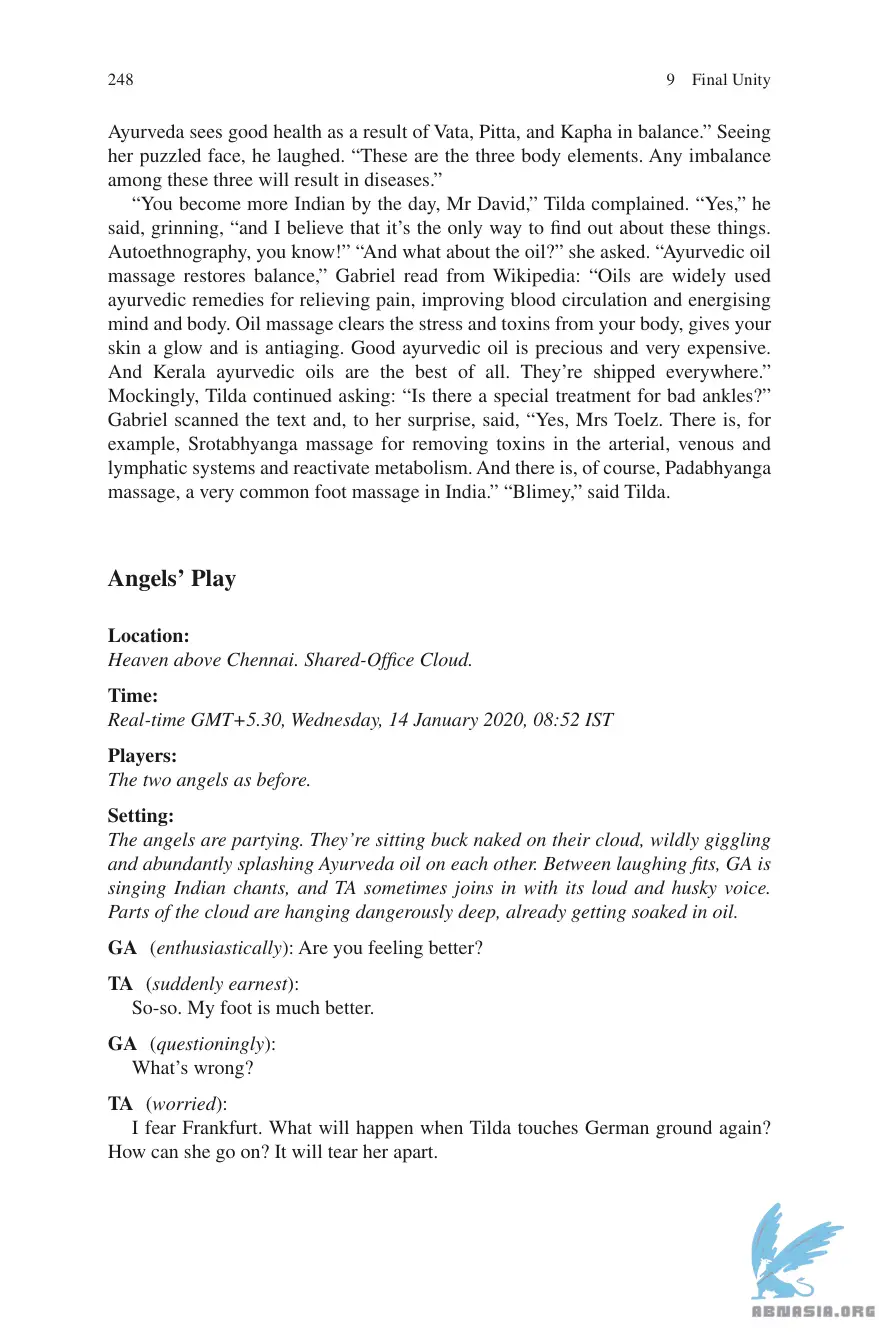 248
9 Final Unity
Ayurveda sees good health as a result of Vata, Pitta, and Kapha in balance.” Seeing
her puzzled face, he laughed. “These are the three body elements. Any imbalance
among these three will result in diseases.”
“You become more Indian by the day, Mr David,” Tilda complained. “Yes,” he
said, grinning, “and I believe that it’s the only way to find out about these things.
Autoethnography, you know!” “And what about the oil?” she asked. “Ayurvedic oil
massage restores balance,” Gabriel read from Wikipedia: “Oils are widely used
ayurvedic remedies for relieving pain, improving blood circulation and energising
mind and body. Oil massage clears the stress and toxins from your body, gives your
skin a glow and is antiaging. Good ayurvedic oil is precious and very expensive.
And Kerala ayurvedic oils are the best of all. They’re shipped everywhere.”
Mockingly, Tilda continued asking: “Is there a special treatment for bad ankles?”
Gabriel scanned the text and, to her surprise, said, “Yes, Mrs Toelz. There is, for
example, Srotabhyanga massage for removing toxins in the arterial, venous and
lymphatic systems and reactivate metabolism. And there is, of course, Padabhyanga
massage, a very common foot massage in India.” “Blimey,” said Tilda.
Angels’ Play
Location:
Heaven above Chennai. Shared-Office Cloud.
Time:
Real-time GMT+5.30, Wednesday, 14 January 2020, 08:52 IST
Players:
The two angels as before.
Setting:
The angels are partying. They’re sitting buck naked on their cloud, wildly giggling
and abundantly splashing Ayurveda oil on each other. Between laughing fits, GA is
singing Indian chants, and TA sometimes joins in with its loud and husky voice.
Parts of the cloud are hanging dangerously deep, already getting soaked in oil.
GA (enthusiastically): Are you feeling better?
TA (suddenly earnest):
So-so. My foot is much better.
GA (questioningly):
What’s wrong?
TA (worried):
I fear Frankfurt. What will happen when Tilda touches German ground again?
How can she go on? It will tear her apart.
ABNASIA.ORG